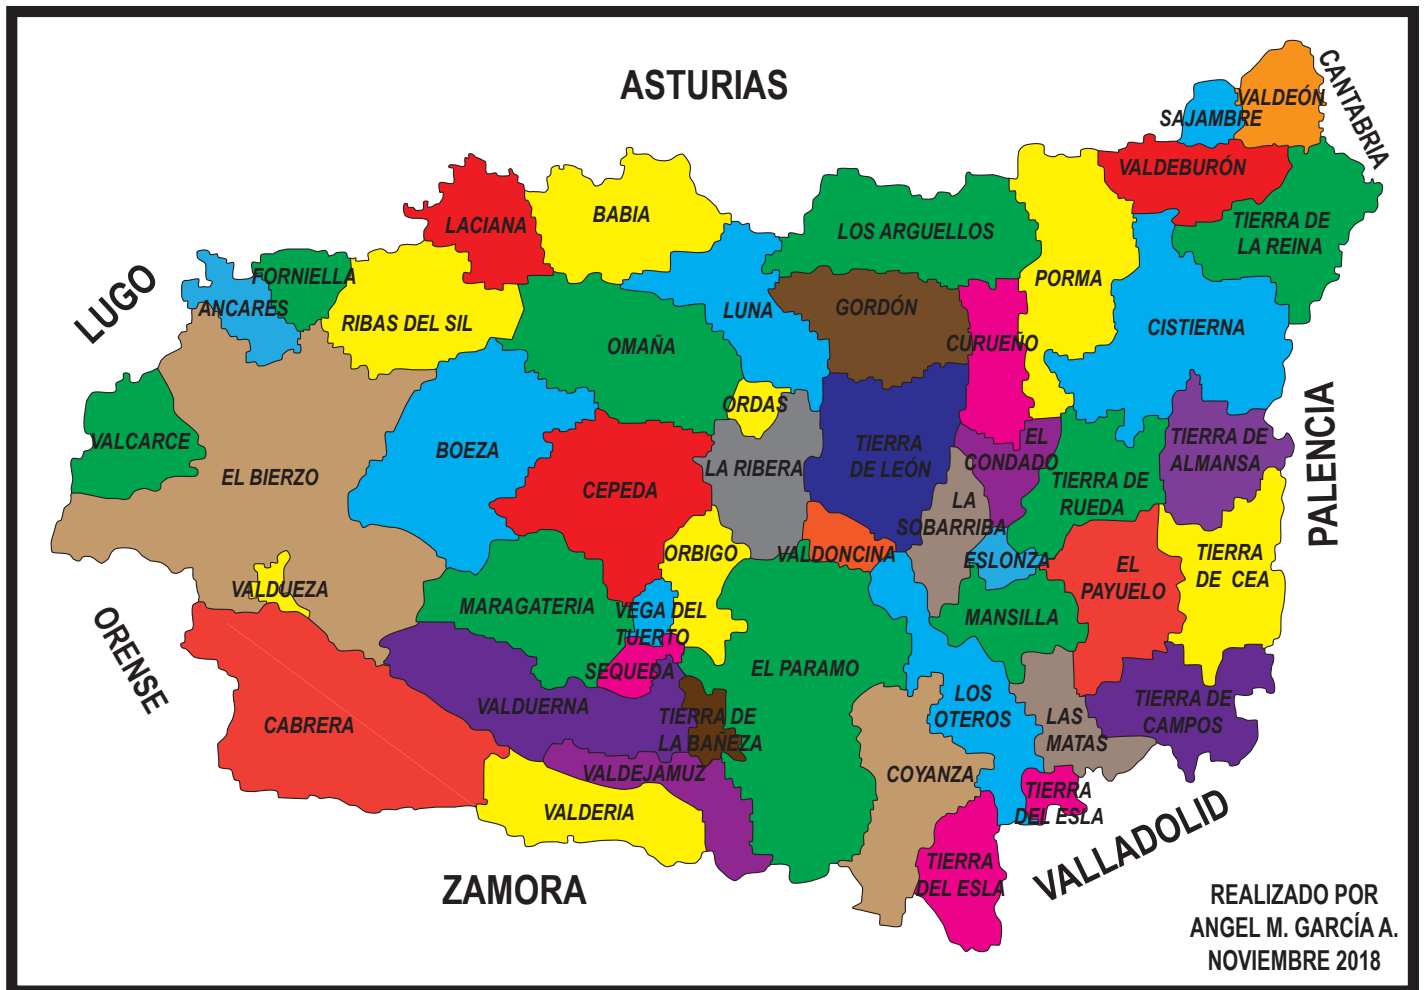 ASTURIAS
CANTABRIA
VALDEÓN
SAJAMBRE
VALDEBURÓN
LACIANA
BABIA
LOS ARGUELLOS
TIERRA DE
LA REINA
LUGO
FORNIELLA
ANCARES
RIBAS DEL SIL
OMAÑA
LUNA
GORDÓN
CURUEÑO
PORMA
CISTIERNA
VALCARCE
EL BIERZO
BOEZA
CEPEDA
ORDAS
LA RIBERA
TIERRA
DE LEÓN
EL
CONDADO
TIERRA DE
RUEDA
TIERRA DE
ALMANSA
PALENCIA
LA
SOBARRIBA
ORBIGO
VALDONCINA
ESLONZA
EL
PAYUELO
TIERRA
DE CEA
VALDUEZA
MARAGATERIA
VEGA DEL
TUERTO
MANSILLA
ORENSE
SEQUEDA
EL PARAMO
CABRERA
VALDUERNA
TIERRA DE
LA BAÑEZA
LOS
OTEROS
LAS
MATAS
TIERRA DE
CAMPOS
VALDEJAMUZ
COYANZA
TIERRA
DEL ESLA
VALDERIA
VALLADOLID
TIERRA
DEL ESLA
ZAMORA
REALIZADO POR
ANGEL M. GARCÍA A.
NOVIEMBRE 2018